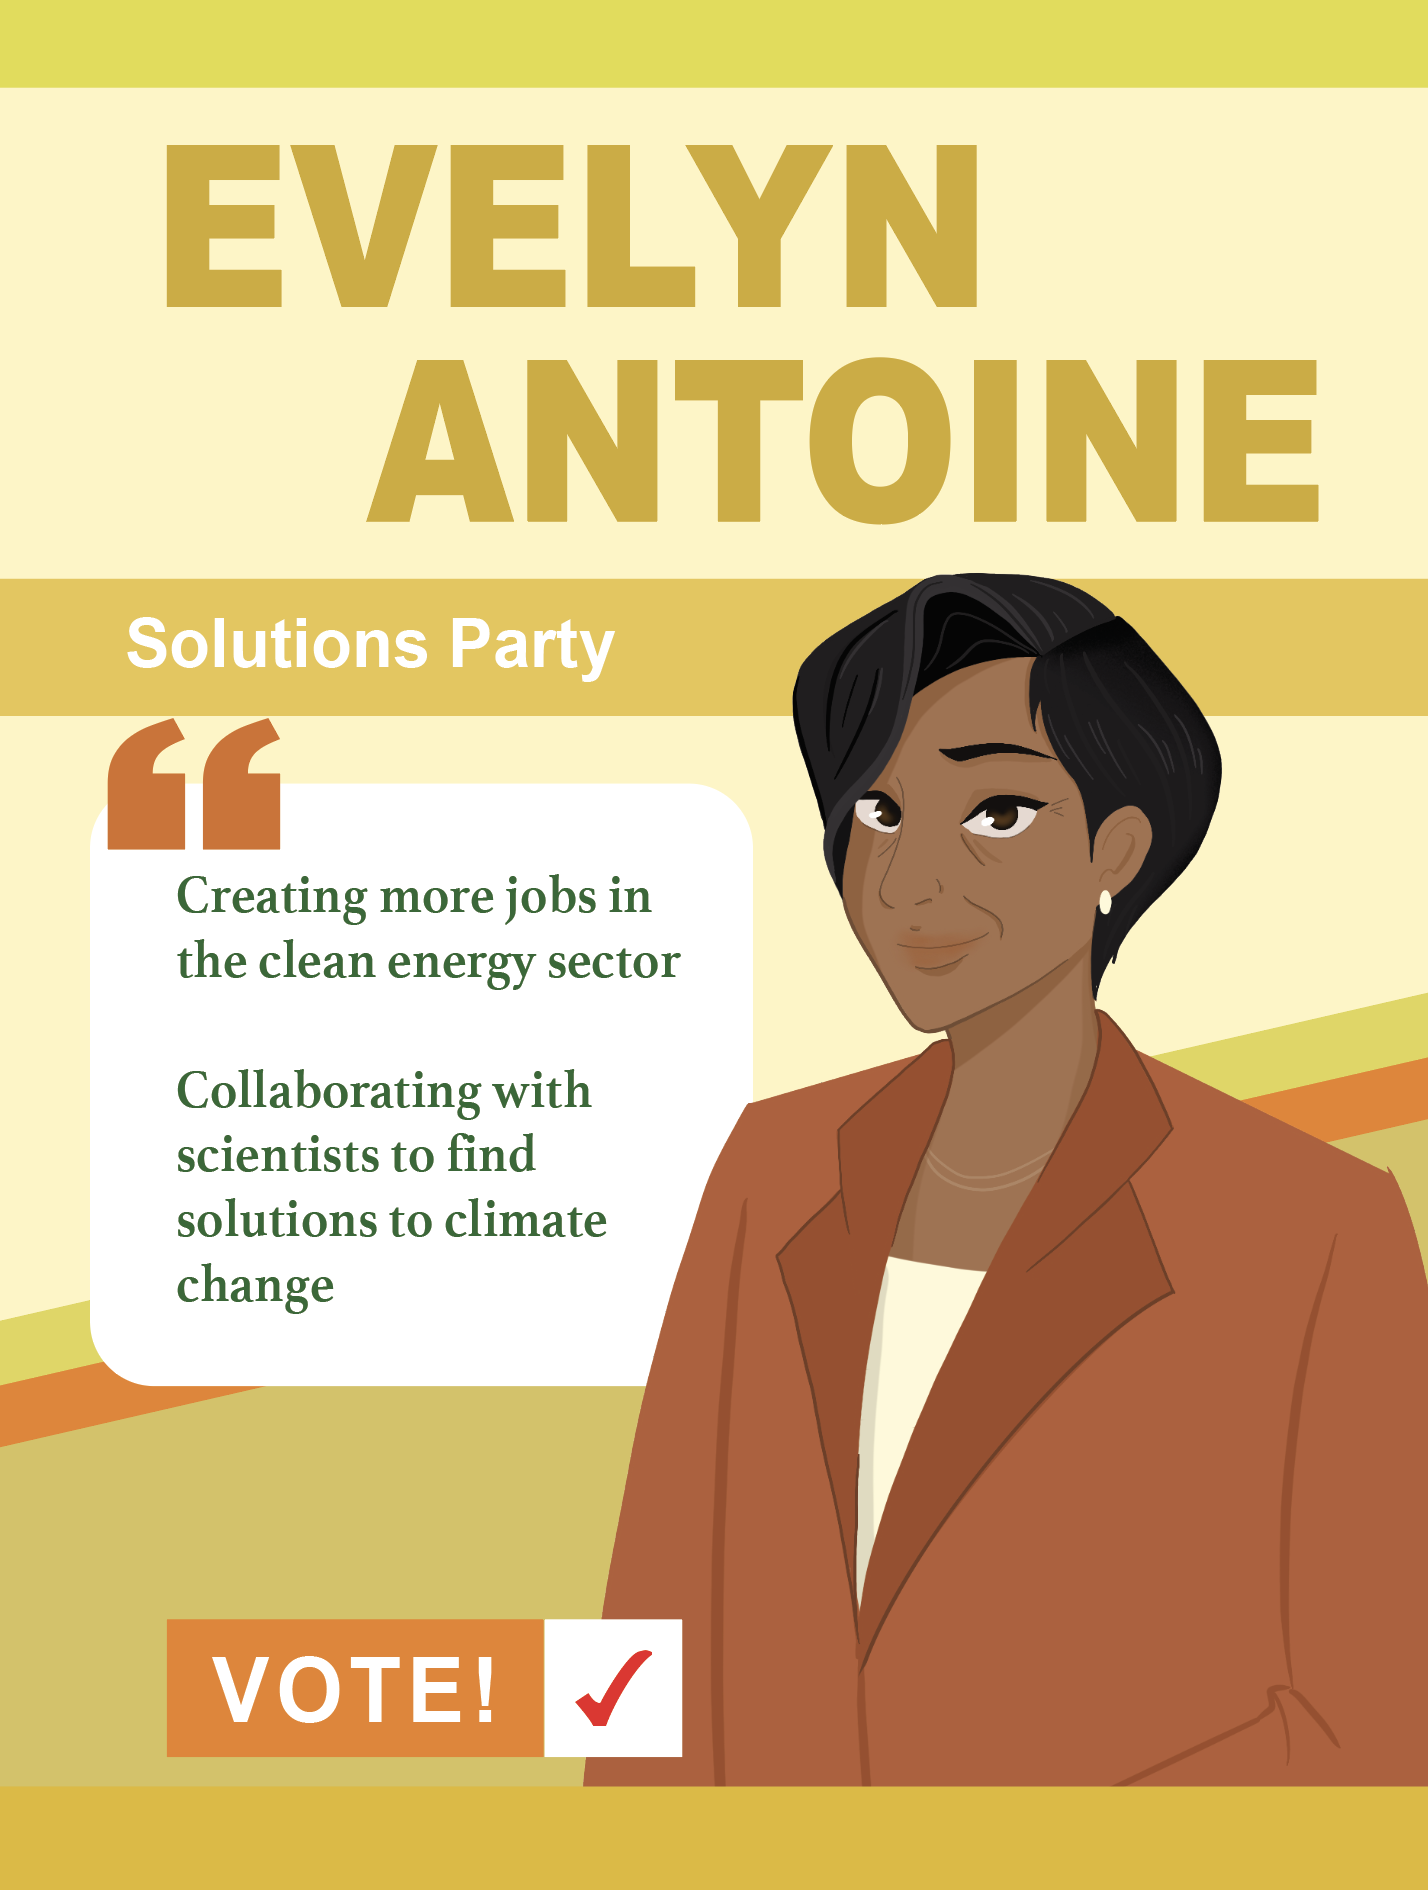 EVELYN
ANTOINE
Solutions Party
“
Creating more jobs in
the clean energy sector
Collaborating with
scientists to find
solutions to climate
change
VOTE! ✓